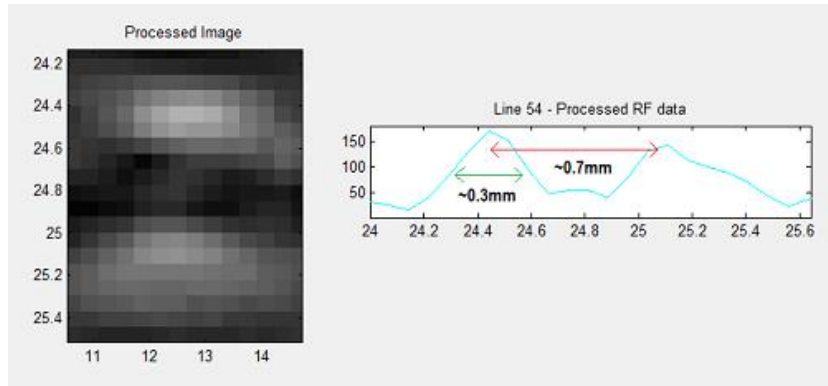 Processed Image
24.2
24.4
24.6
24.8
25
25.2
25.4
11 12 13 14
Line 54 - Processed RF data
150
100
50
~0.7mm
~0.3mm
24 24.2 24.4 24.6 24.8 25 25.2 25.4 25.6